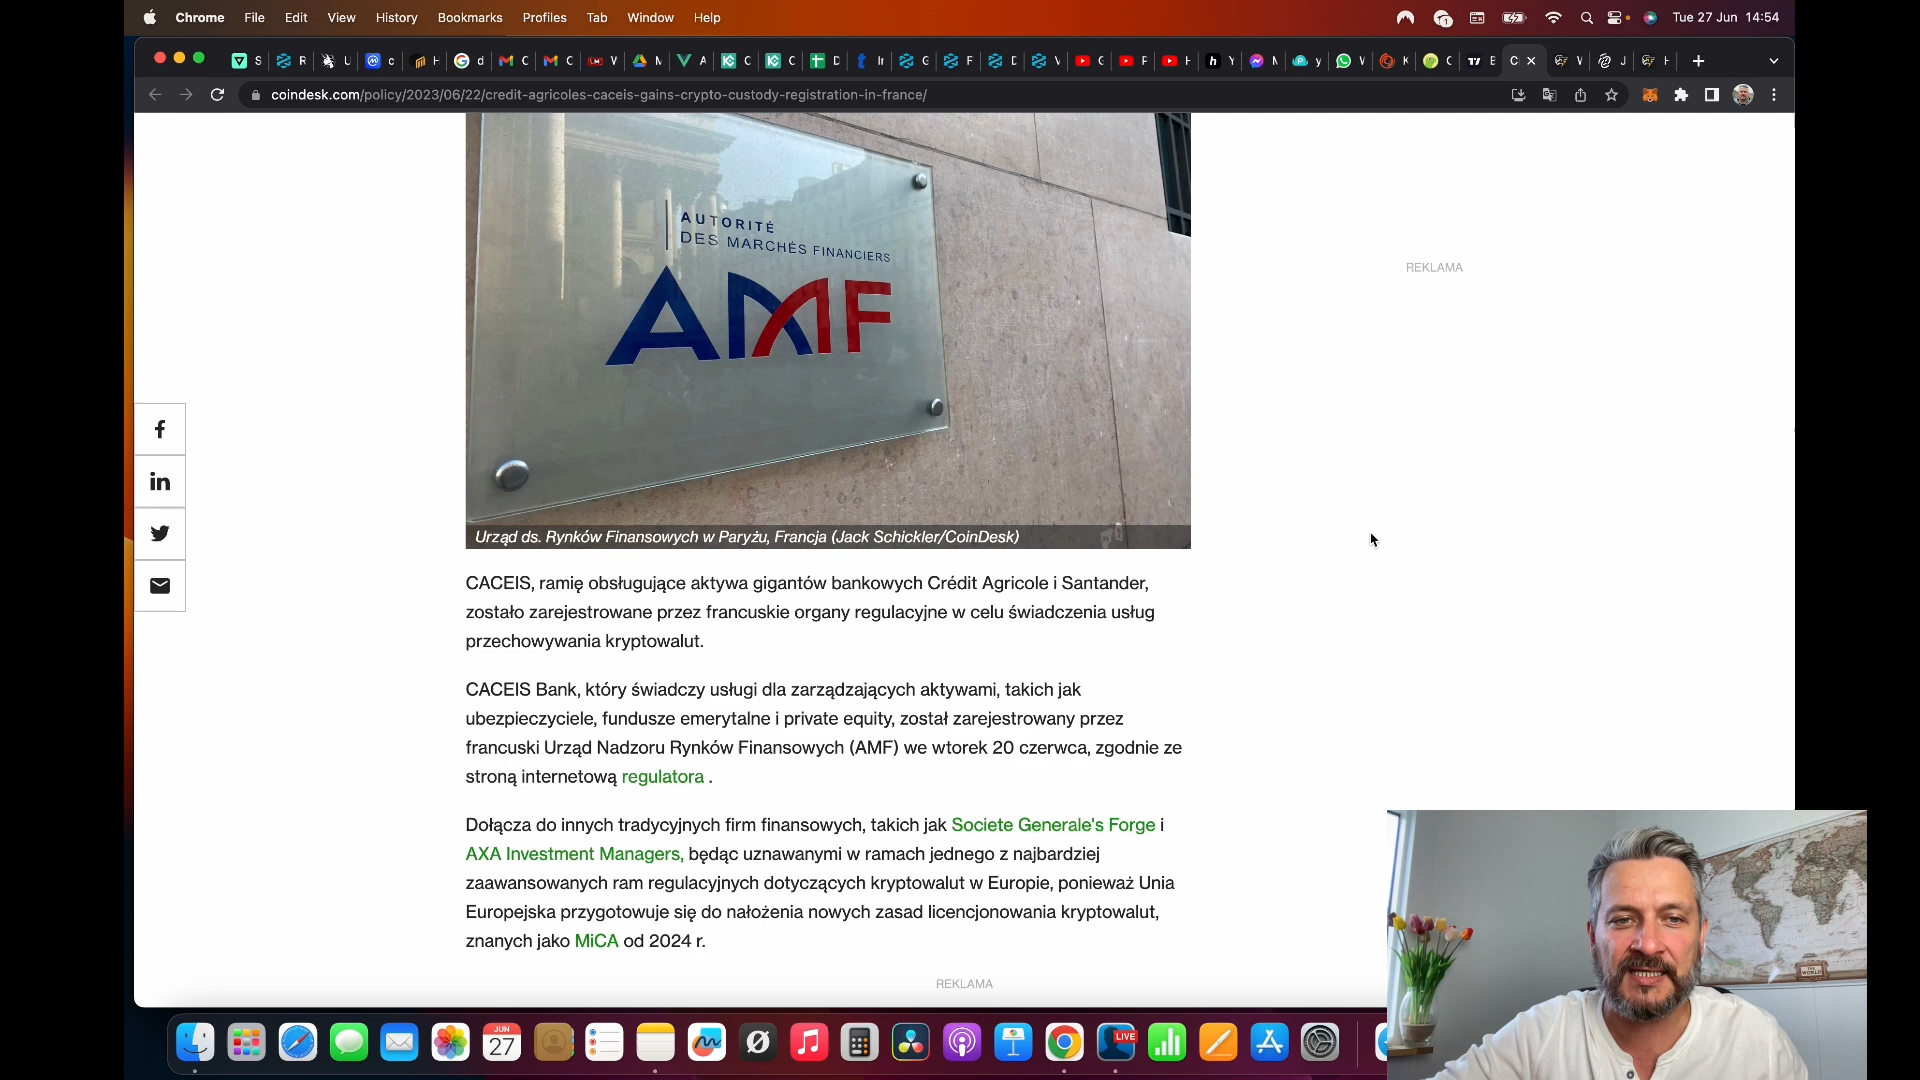 Chrome File Edit View History Bookmarks Profiles Tab Window Help
1
Tue 27 Jun 14:54
coindesk.com/policy/2023/06/22/credit-agricoles-caceis-gains-crypto-custody-registration-in-france/
AUTORITÉ
DES MARCHÉS FINANCIERS
AMF
REKLAMA
Urząd ds. Rynków Finansowych w Paryżu, Francja (Jack Schickler/CoinDesk)
CACEIS, ramię obsługujące aktywa gigantów bankowych Crédit Agricole i Santander,
zostało zarejestrowane przez francuskie organy regulacyjne w celu świadczenia usług
przechowywania kryptowalut.
CACEIS Bank, który świadczy usługi dla zarządzających aktywami, takich jak
ubezpieczyciele, fundusze emerytalne i private equity, został zarejestrowany przez
francuski Urząd Nadzoru Rynków Finansowych (AMF) we wtorek 20 czerwca, zgodnie ze
stroną internetową regulatora .
Dołącza do innych tradycyjnych firm finansowych, takich jak Societe Generale's Forge i
AXA Investment Managers, będąc uznawanymi w ramach jednego z najbardziej
zaawansowanych ram regulacyjnych dotyczących kryptowalut w Europie, ponieważ Unia
Europejska przygotowuje się do nałożenia nowych zasad licencjonowania kryptowalut,
znanych jako MiCA od 2024 r.
REKLAMA
JUN
27
LIVE
THE
WORLD